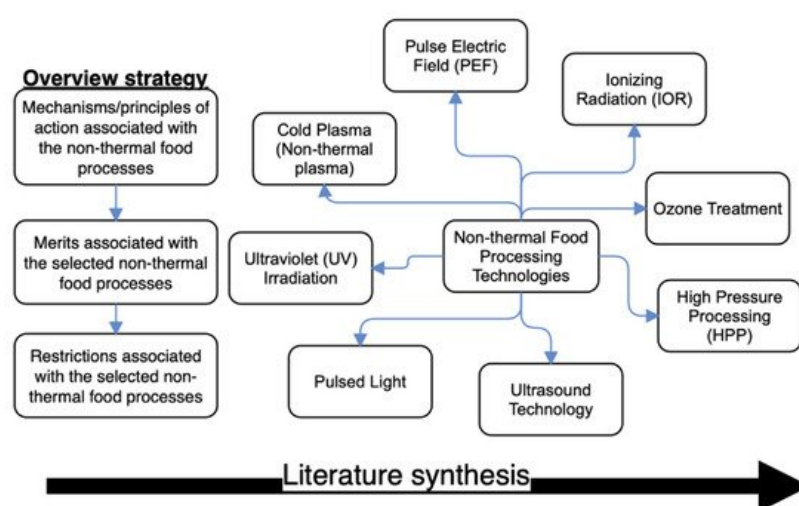 Overview strategy
Mechanisms/principles of
action associated with
the non-thermal food
processes
Merits associated with
the selected non-thermal
food processes
Restrictions associated
with the selected non-
thermal food processes
Pulse Electric
Field (PEF)
Ionizing
Radiation (IOR)
Cold Plasma
(Non-thermal
plasma)
Ozone Treatment
Non-thermal Food
Processing
Technologies
Ultraviolet (UV)
Irradiation
High Pressure
Processing
(HPP)
Pulsed Light
Ultrasound
Technology
Literature synthesis